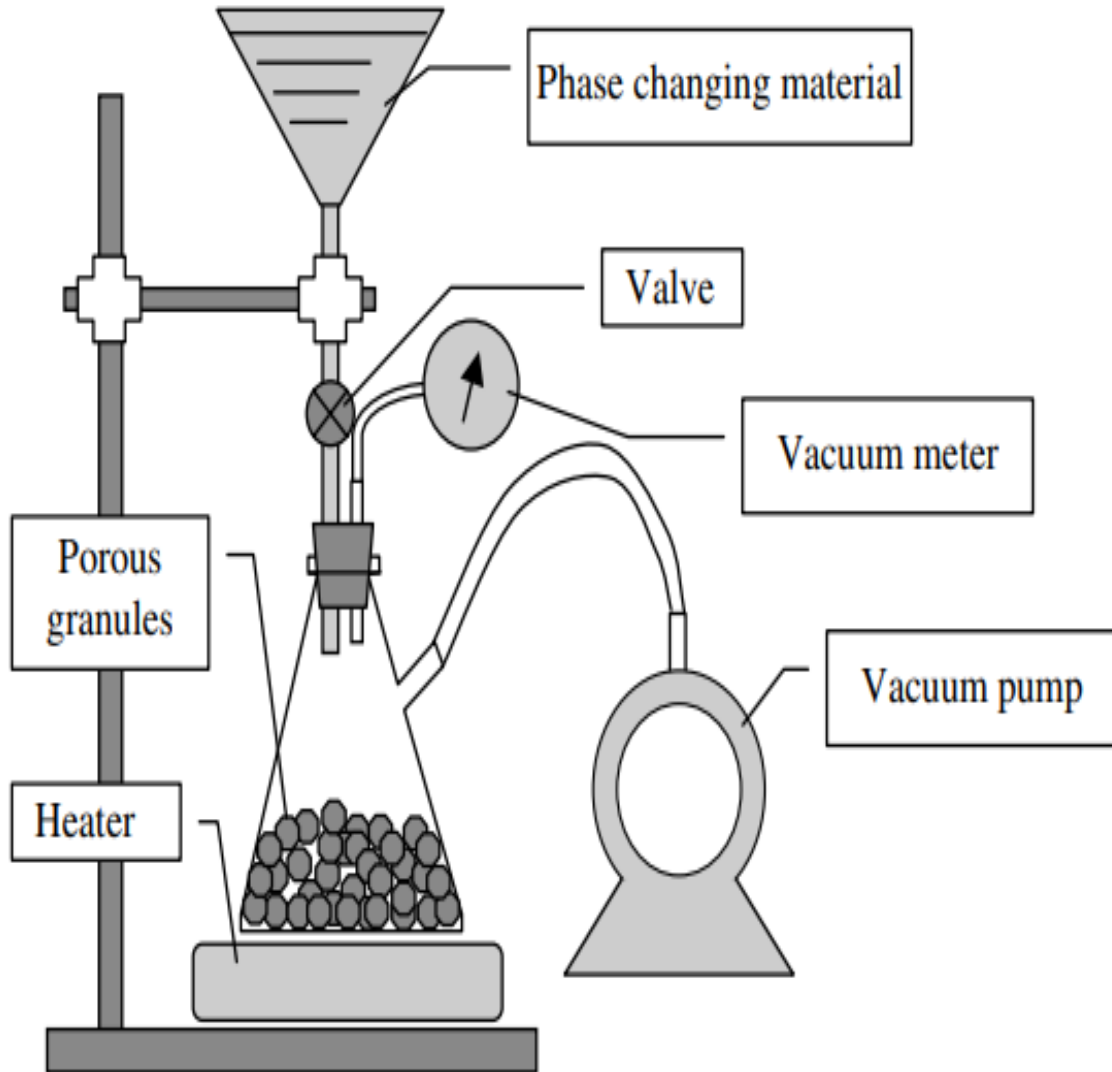 Phase changing material
Valve
Vacuum meter
Porous
granules
Vacuum pump
Heater